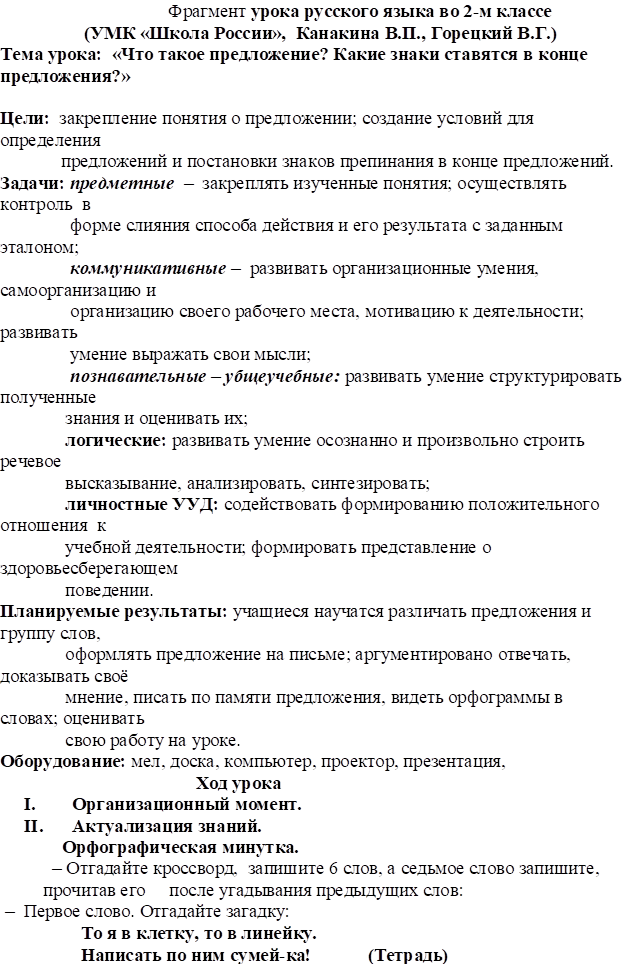 Фрагмент урока русского языка во 2-м классе
(УМК «Школа России», Канакина В.П., Горецкий В.Г.)
Тема урока: «Что такое предложение? Какие знаки ставятся в конце
предложения?»
Цели: закрепление понятия о предложении; создание условий для
определения
предложений и постановки знаков препинания в конце предложений.
Задачи: предметные – закреплять изученные понятия; осуществлять
контроль в
форме слияния способа действия и его результата с заданным
эталоном;
коммуникативные – развивать организационные умения,
самоорганизацию и
организацию своего рабочего места, мотивацию к деятельности;
развивать
умение выражать свои мысли;
познавательные – убщеучебные: развивать умение структурировать
полученные
знания и оценивать их;
логические: развивать умение осознанно и произвольно строить
речевое
высказывание, анализировать, синтезировать;
личностные УУД: содействовать формированию положительного
отношения к
учебной деятельности; формировать представление о
здоровьесберегающем
поведении.
Планируемые результаты: учащиеся научатся различать предложения и
группу слов,
оформлять предложение на письме; аргументировано отвечать,
доказывать своё
мнение, писать по памяти предложения, видеть орфограммы в
словах; оценивать
свою работу на уроке.
Оборудование: мел, доска, компьютер, проектор, презентация,
Ход урока
I. Организационный момент.
II. Актуализация знаний.
Орфографическая минутка.
– Отгадайте кроссворд, запишите 6 слов, а седьмое слово запишите,
прочитав его после угадывания предыдущих слов:
– Первое слово. Отгадайте загадку:
То я в клетку, то в линейку.
Написать по ним сумей-ка! (Тетрадь)